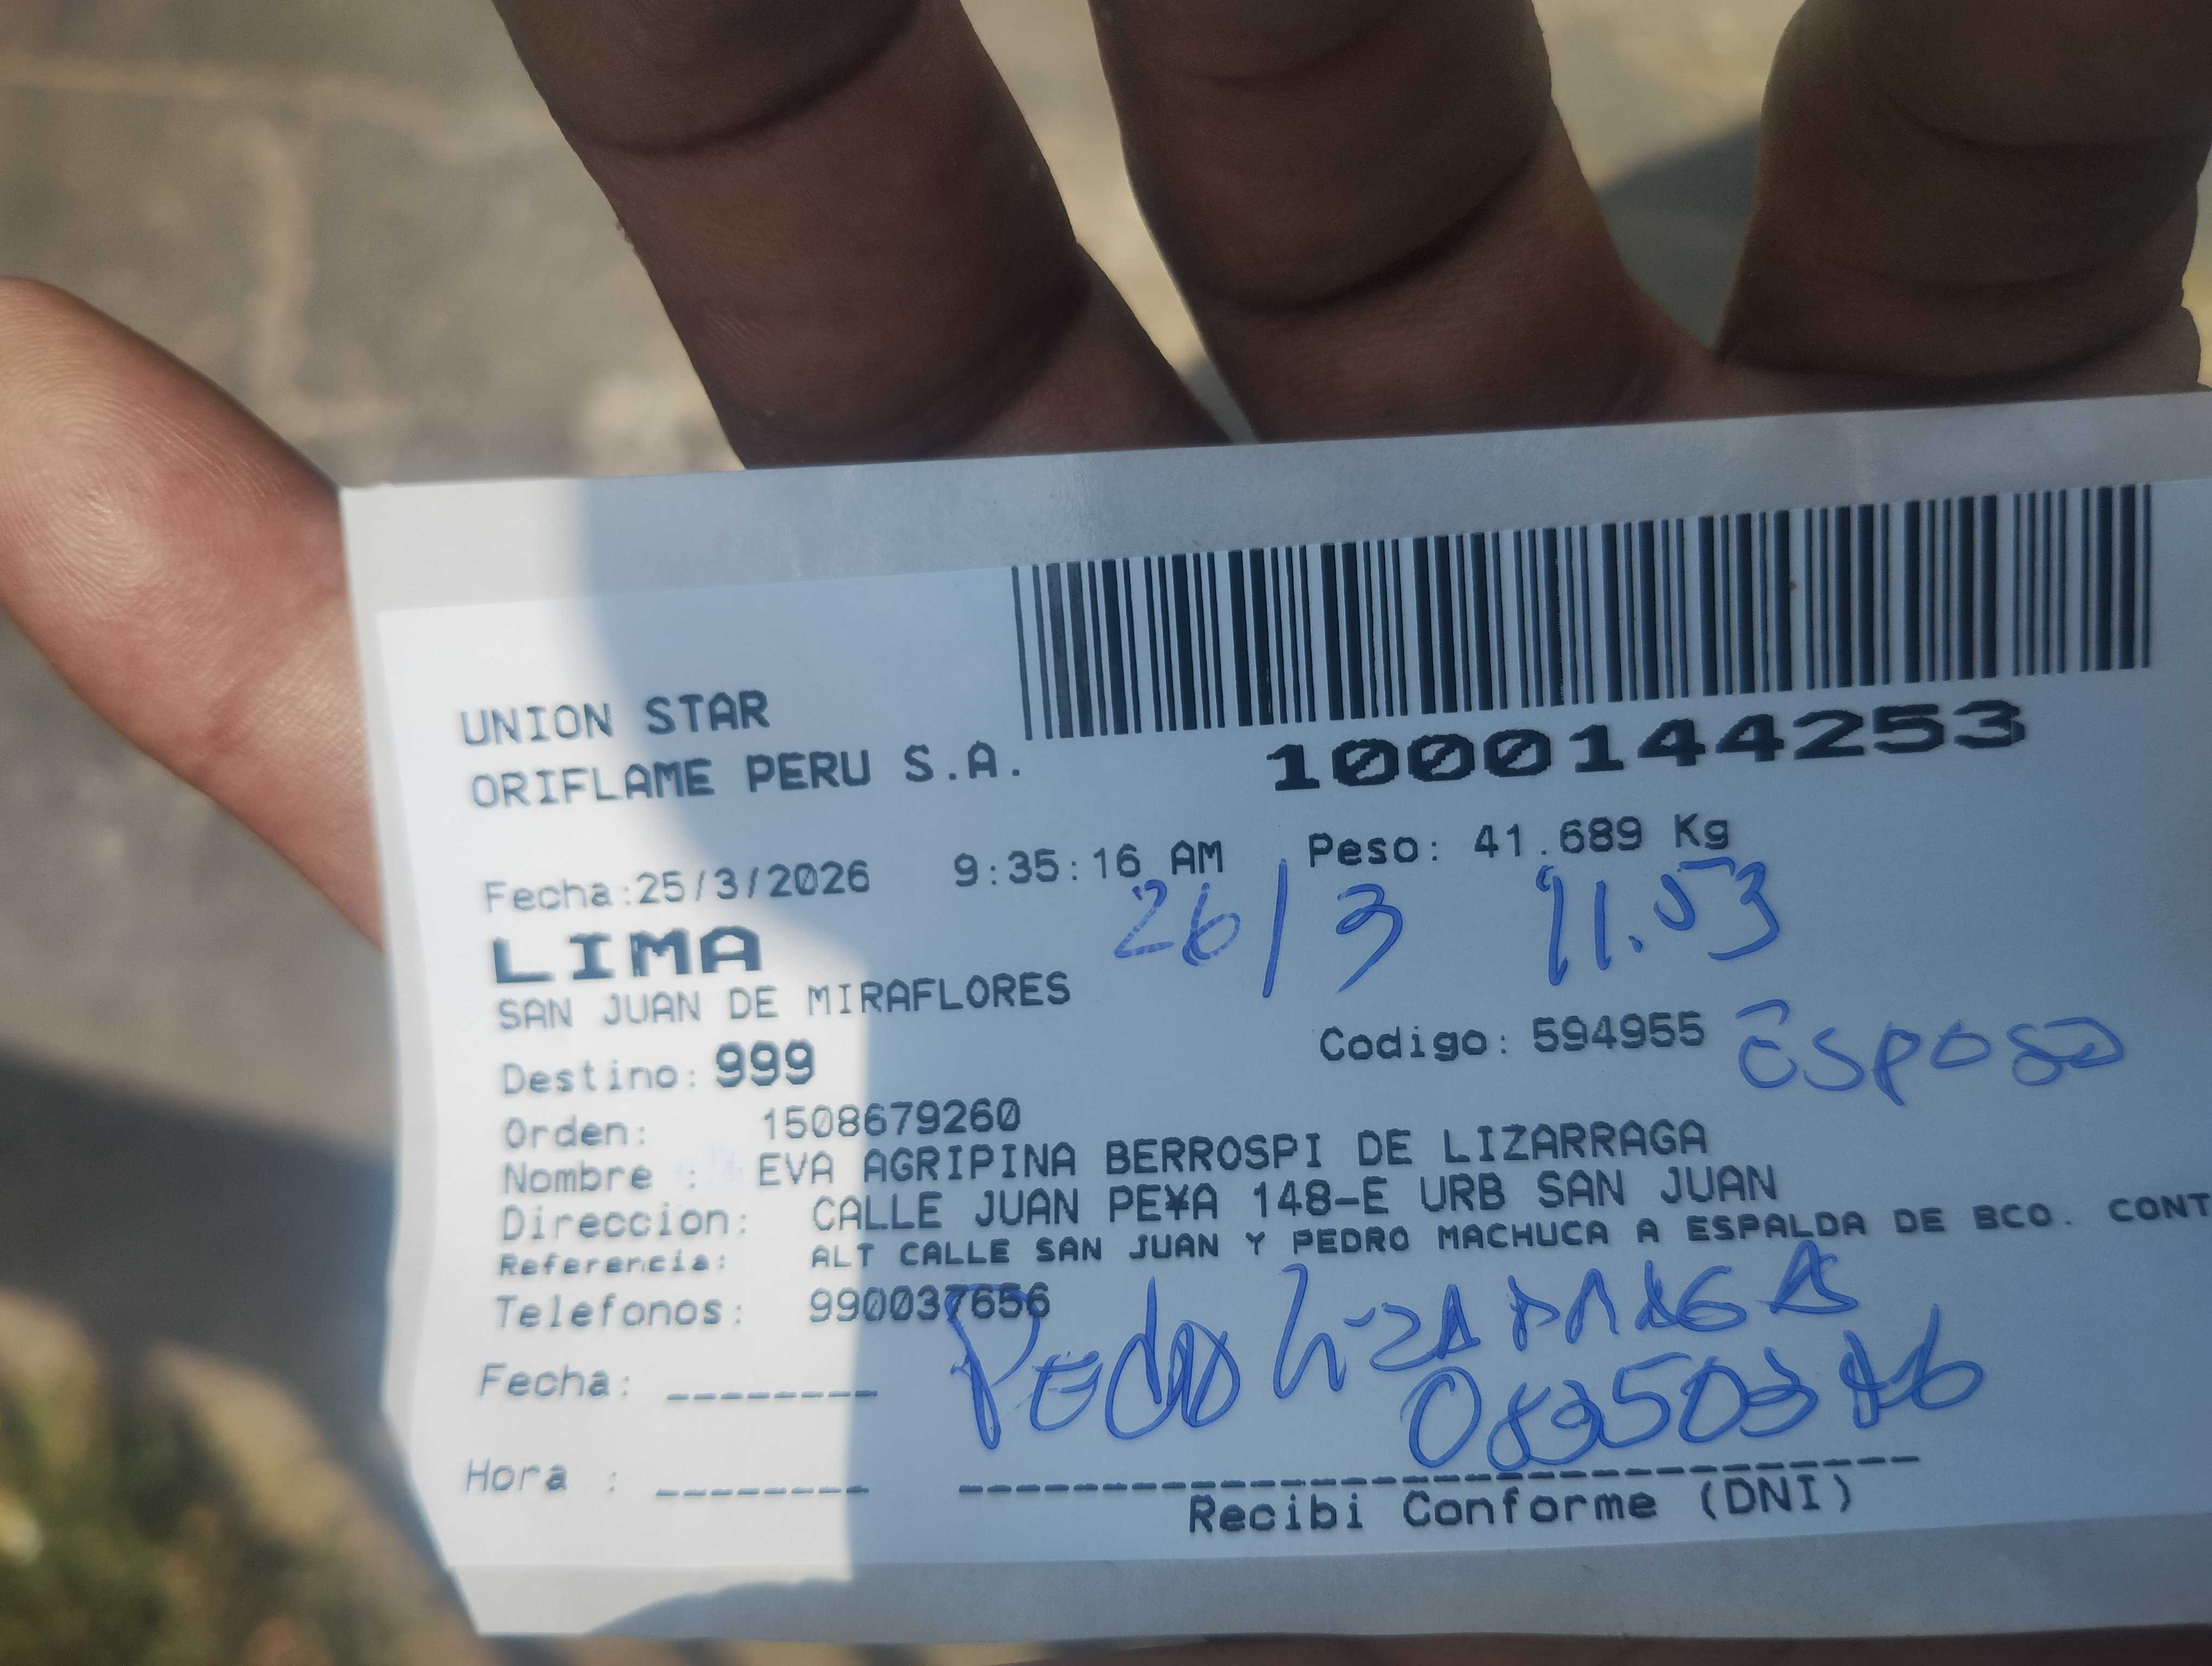 UNION STAR
ORIFLAME PERU S.A.
1000144253
Fecha:25/3/2026 9:35:16 AM Peso: 41.689 Kg
26/3 11.53
LIMA
SAN JUAN DE MIRAFLORES
Destino: 999 Codigo: 594955 Esposo
Orden: 1508679260
Nombre : EVA AGRIPINA BERROSPI DE LIZARRAGA
Direccion: CALLE JUAN PE¥A 148-E URB SAN JUAN
Referencia: ALT CALLE SAN JUAN Y PEDRO MACHUCA A ESPALDA DE BCO. CONT
Telefonos: 990037656
Pedro LIZARRAGA
Fecha: --------
Hora : --------
Recibi Conforme (DNI)